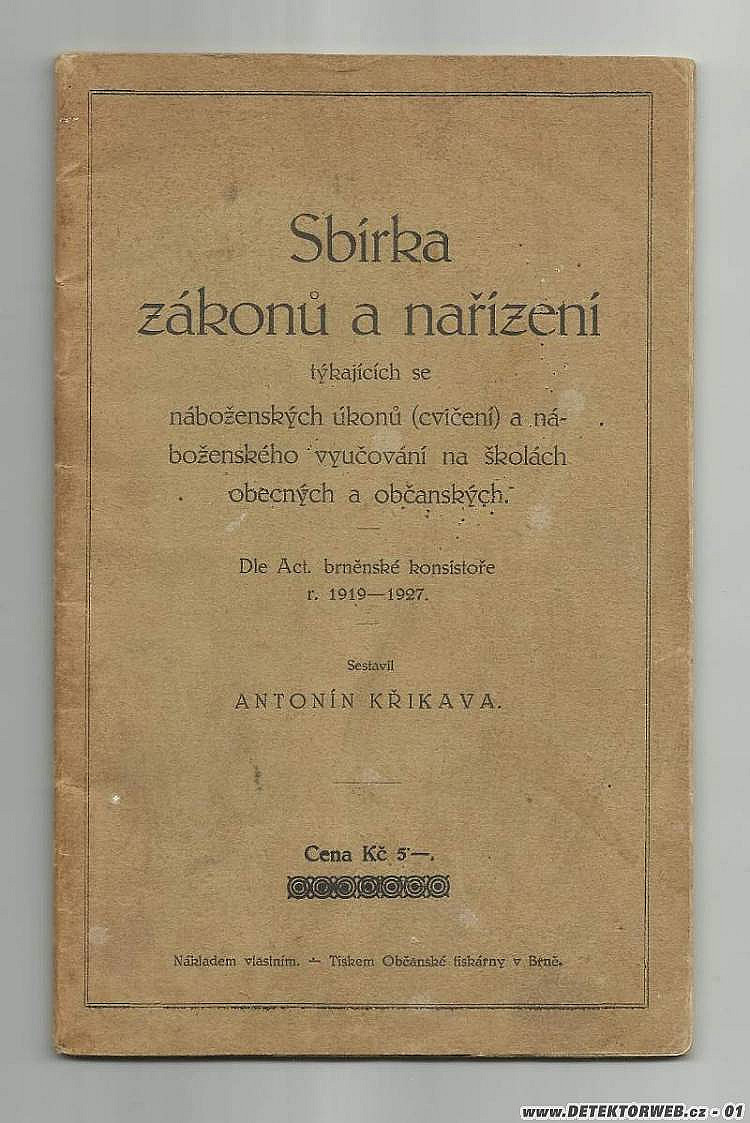 Sbírka
zákonů a nařízení
týkajících se
náboženských úkonů (cvičení) a ná-
boženského vyučování na školách
obecných a občanských.
Dle Act. brněnské konsistoře
r. 1919—1927.
Sestavil
ANTONÍN KŘIKAVA.
Cena Kč 5·—.
Nákladem vlastním. — Tiskem Občanské tiskárny v Brně.
www.DETEKTORWEB.cz - 01